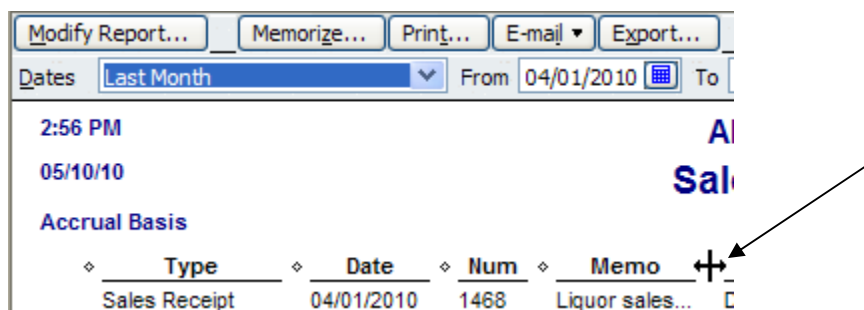 Modify Report... Memorize... Print... E-mail Export...
Dates Last Month From 04/01/2010 To
2:56 PM
05/10/10
Accrual Basis
Type Date Num Memo
Sales Receipt 04/01/2010 1468 Liquor sales...